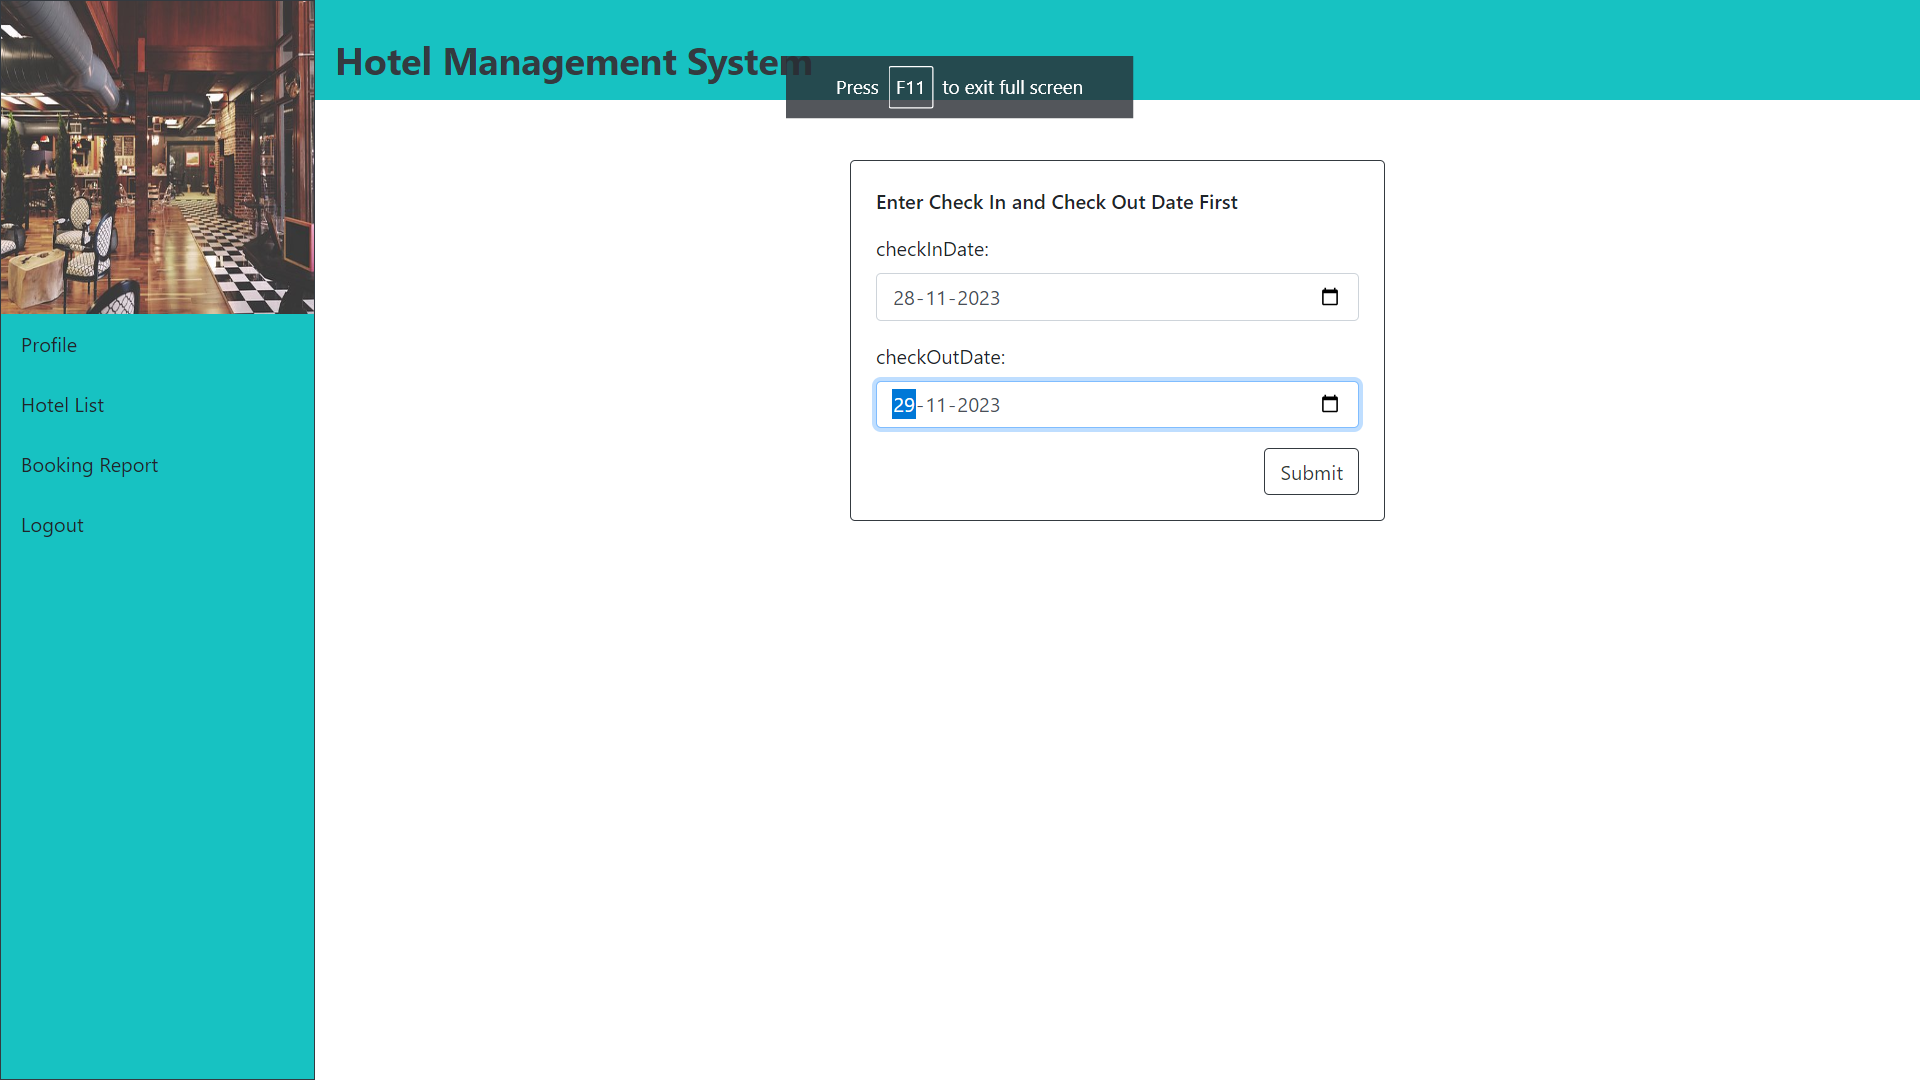 Hotel Management System
Press F11 to exit full screen
Profile
Hotel List
Booking Report
Logout
Enter Check In and Check Out Date First
checkInDate:
28-11-2023
checkOutDate:
29-11-2023
Submit